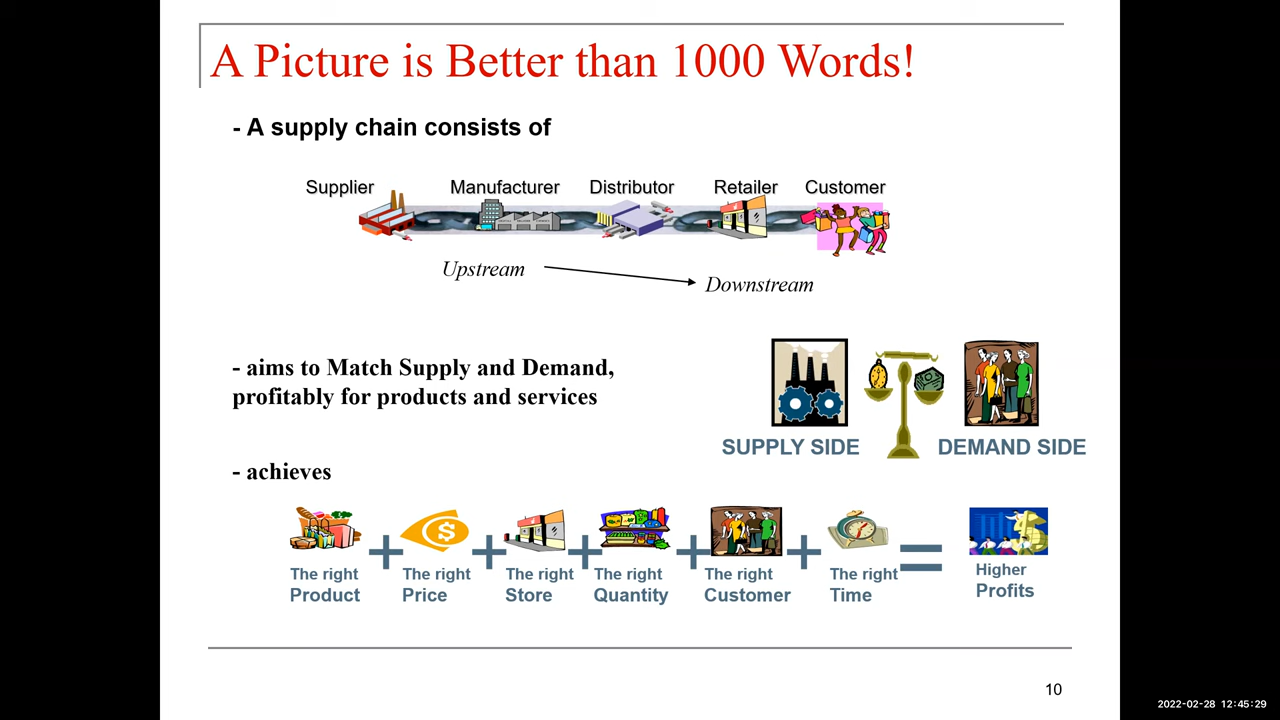 A Picture is Better than 1000 Words!
- A supply chain consists of
Supplier Manufacturer Distributor Retailer Customer
Upstream
Downstream
- aims to Match Supply and Demand,
profitably for products and services
SUPPLY SIDE DEMAND SIDE
- achieves
The right Product
+
The right Price
+
The right Store
+
The right Quantity
+
The right Customer
+
The right Time
=
Higher Profits
10
2022-02-28 12:45:29